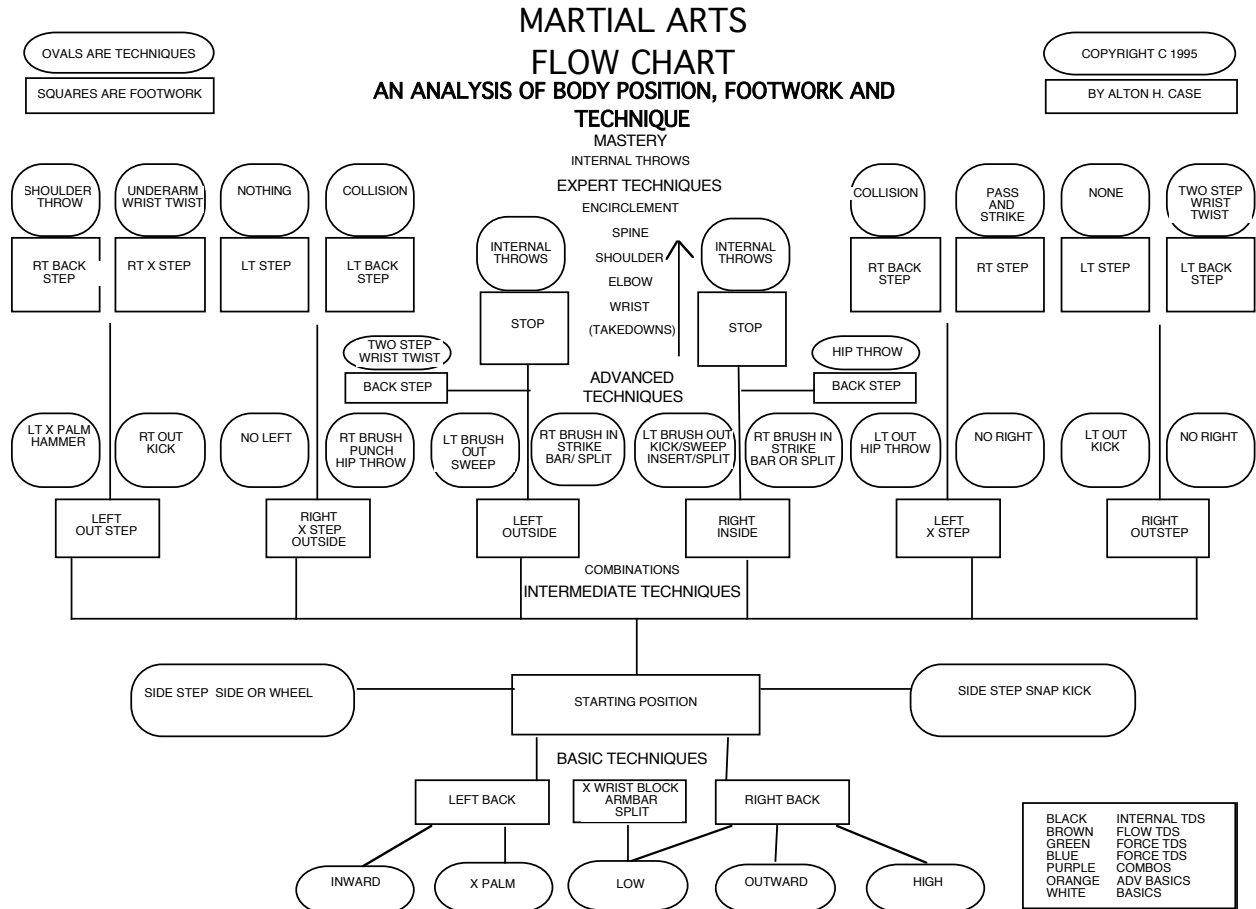 MARTIAL ARTS
FLOW CHART
AN ANALYSIS OF BODY POSITION, FOOTWORK AND
TECHNIQUE
OVALS ARE TECHNIQUES
SQUARES ARE FOOTWORK
COPYRIGHT C 1995
BY ALTON H. CASE
MASTERY
INTERNAL THROWS
EXPERT TECHNIQUES
ENCIRCLEMENT
SPINE
SHOULDER
ELBOW
WRIST
(TAKEDOWNS)
SHOULDER
THROW
UNDERARM
WRIST TWIST
NOTHING
COLLISION
RT BACK
STEP
RT X STEP
LT STEP
LT BACK
STEP
INTERNAL
THROWS
STOP
INTERNAL
THROWS
STOP
COLLISION
PASS
AND
STRIKE
NONE
TWO STEP
WRIST
TWIST
RT BACK
STEP
RT STEP
LT STEP
LT BACK
STEP
TWO STEP
WRIST TWIST
BACK STEP
HIP THROW
BACK STEP
ADVANCED
TECHNIQUES
LT X PALM
HAMMER
RT OUT
KICK
NO LEFT
RT BRUSH
PUNCH
HIP THROW
LT BRUSH
OUT
SWEEP
RT BRUSH IN
STRIKE
BAR/ SPLIT
LT BRUSH OUT
KICK/SWEEP
INSERT/SPLIT
RT BRUSH IN
STRIKE
BAR OR SPLIT
LT OUT
HIP THROW
NO RIGHT
LT OUT
KICK
NO RIGHT
LEFT
OUT STEP
RIGHT
X STEP
OUTSIDE
LEFT
OUTSIDE
RIGHT
INSIDE
LEFT
X STEP
RIGHT
OUTSTEP
COMBINATIONS
INTERMEDIATE TECHNIQUES
SIDE STEP  SIDE OR WHEEL
STARTING POSITION
SIDE STEP SNAP KICK
BASIC TECHNIQUES
LEFT BACK
X WRIST BLOCK
ARMBAR
SPLIT
RIGHT BACK
INWARD
X PALM
LOW
OUTWARD
HIGH
BLACK INTERNAL TDS
BROWN FLOW TDS
GREEN FORCE TDS
BLUE FORCE TDS
PURPLE COMBOS
ORANGE ADV BASICS
WHITE BASICS